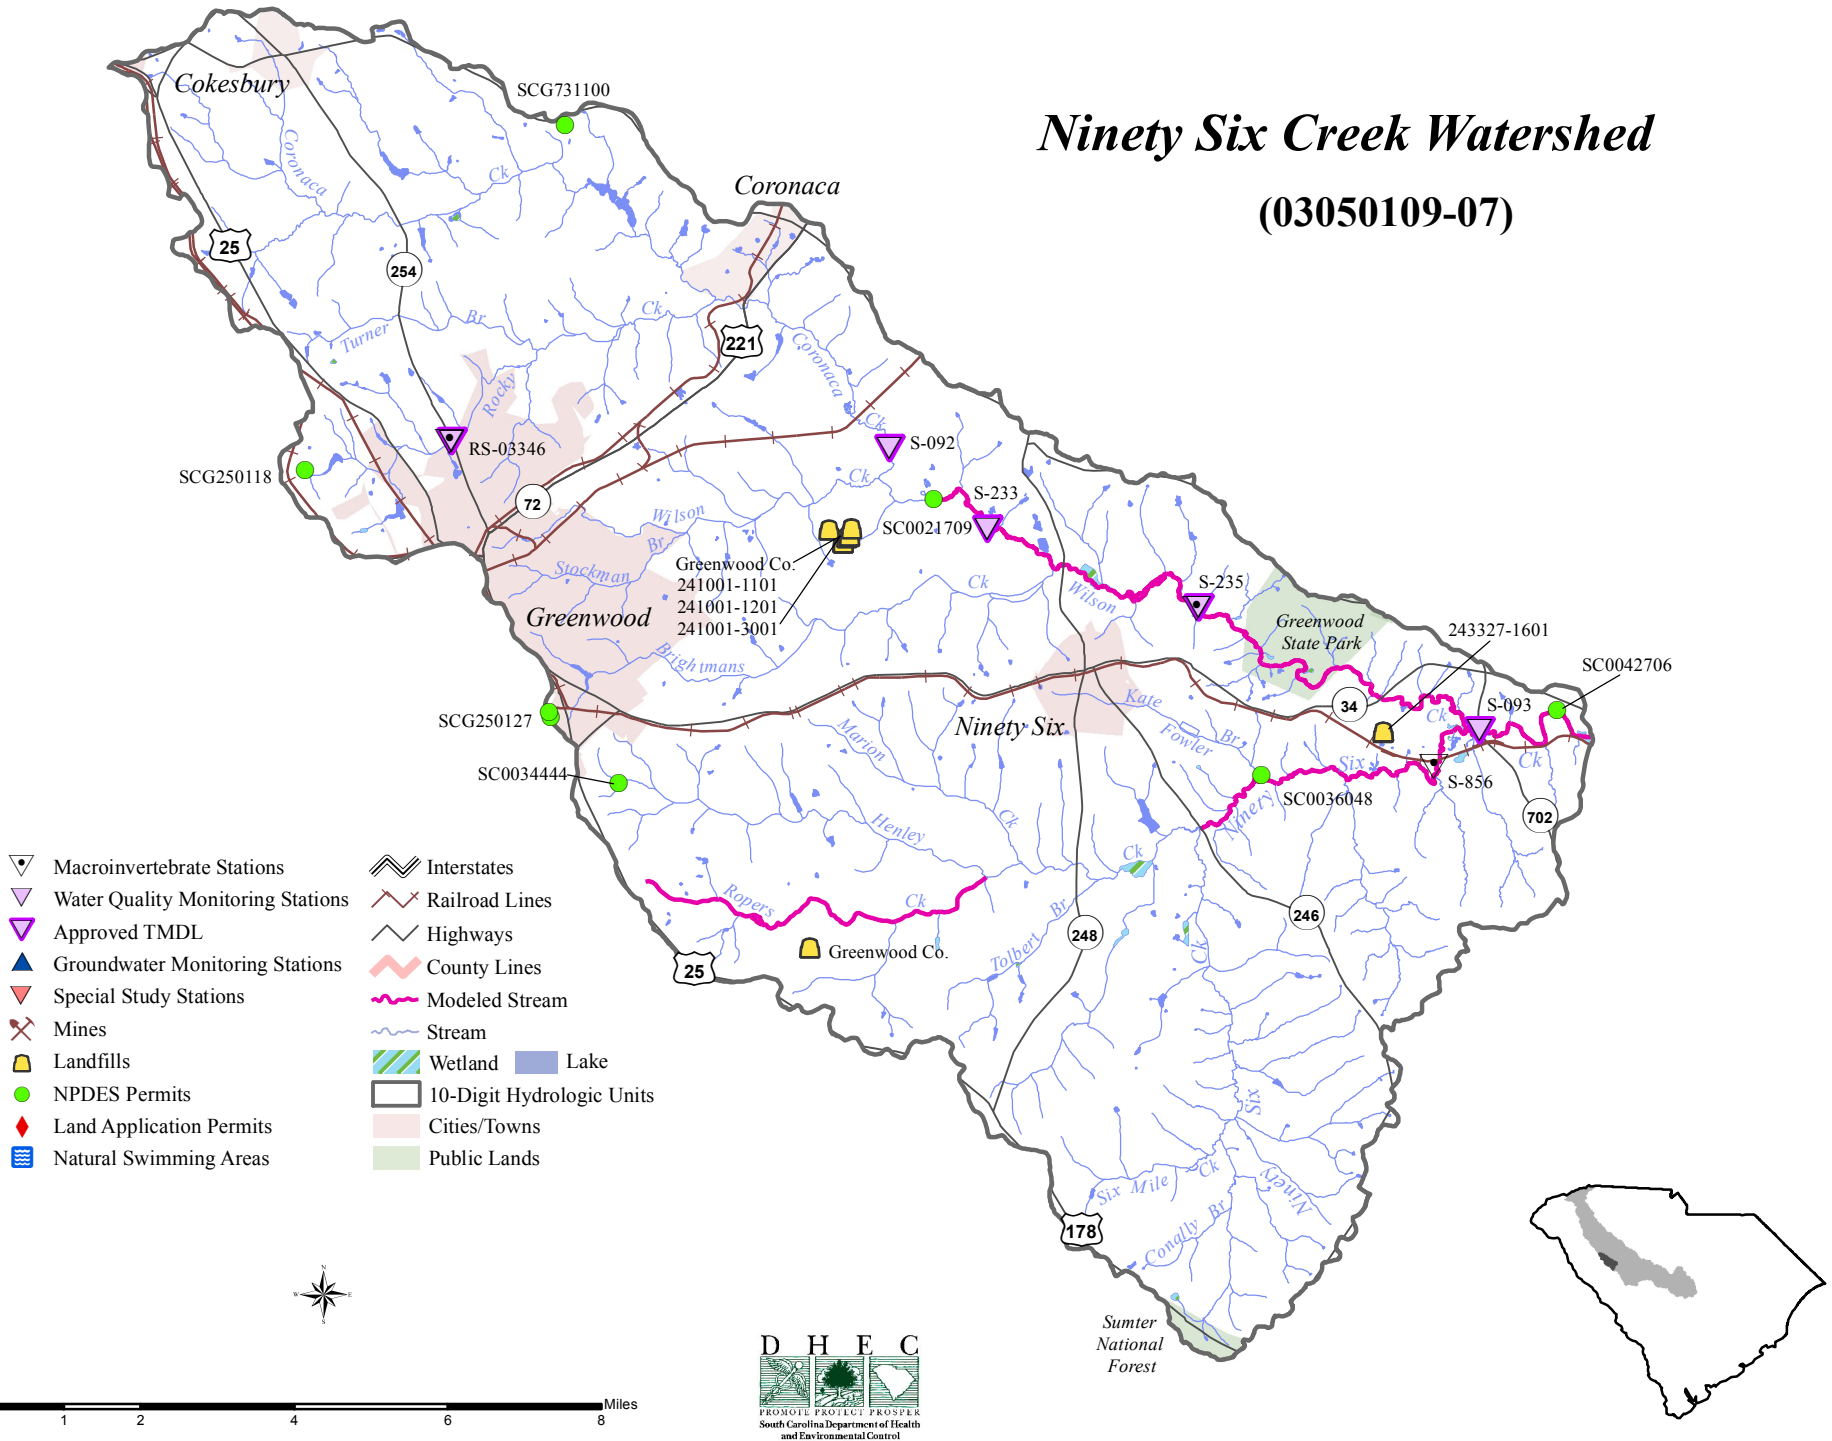 Ninety Six Creek Watershed
(03050109-07)
Cokesbury
SCG731100
Coronaca
Ck
Coronaca
25
254
Turner
Br
Ck
221
Coronaca
Ck
Rocky
RS-03346
S-092
SCG250118
72
Ck
S-233
SC0021709
Wilson
Br
Stockman
Greenwood Co.
241001-1101
241001-1201
241001-3001
Ck
Wilson
S-235
Greenwood
Greenwood
State Park
243327-1601
SC0042706
Brightmans
SCG250127
Ninety Six
Kate
Fowler
Br
34
Ck
S-093
Marion
Ck
SC0034444
Six
Ck
S-856
SC0036048
Ninety
702
Henley
Ck
Ck
Ropers
Ck
Br
Tolbert
248
246
Greenwood Co.
25
Ck
Six
Six Mile
Ck
Ninety
Conally
Br
178
Sumter
National
Forest
Macroinvertebrate Stations
Water Quality Monitoring Stations
Approved TMDL
Groundwater Monitoring Stations
Special Study Stations
Mines
Landfills
NPDES Permits
Land Application Permits
Natural Swimming Areas
Interstates
Railroad Lines
Highways
County Lines
Modeled Stream
Stream
Wetland
Lake
10-Digit Hydrologic Units
Cities/Towns
Public Lands
N
W
E
S
1
2
4
6
8
Miles
D H E C
PROMOTE PROTECT PROSPER
South Carolina Department of Health
and Environmental Control